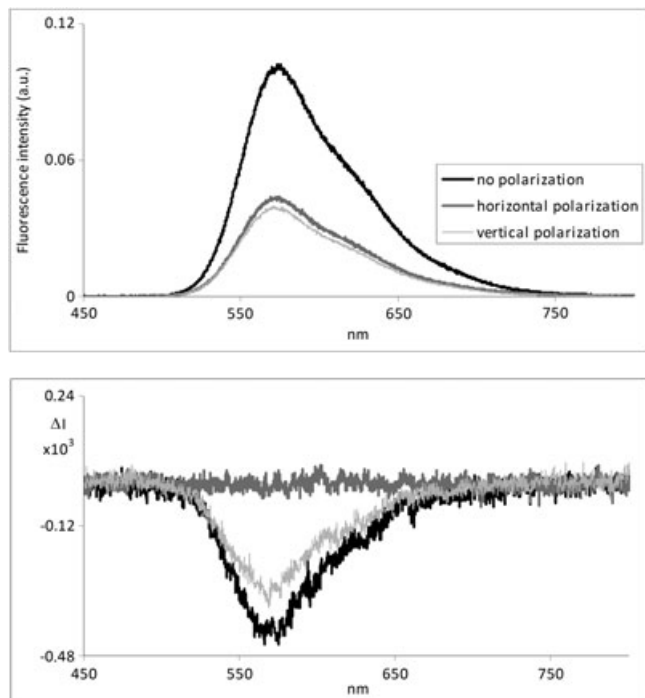 0.12
Fluorescence intensity (a.u.)
0.06
no polarization
horizontal polarization
vertical polarization
0
450
550
650
750
nm
0.24
ΔI
x10³
-0.12
-0.48
450
550
650
750
nm